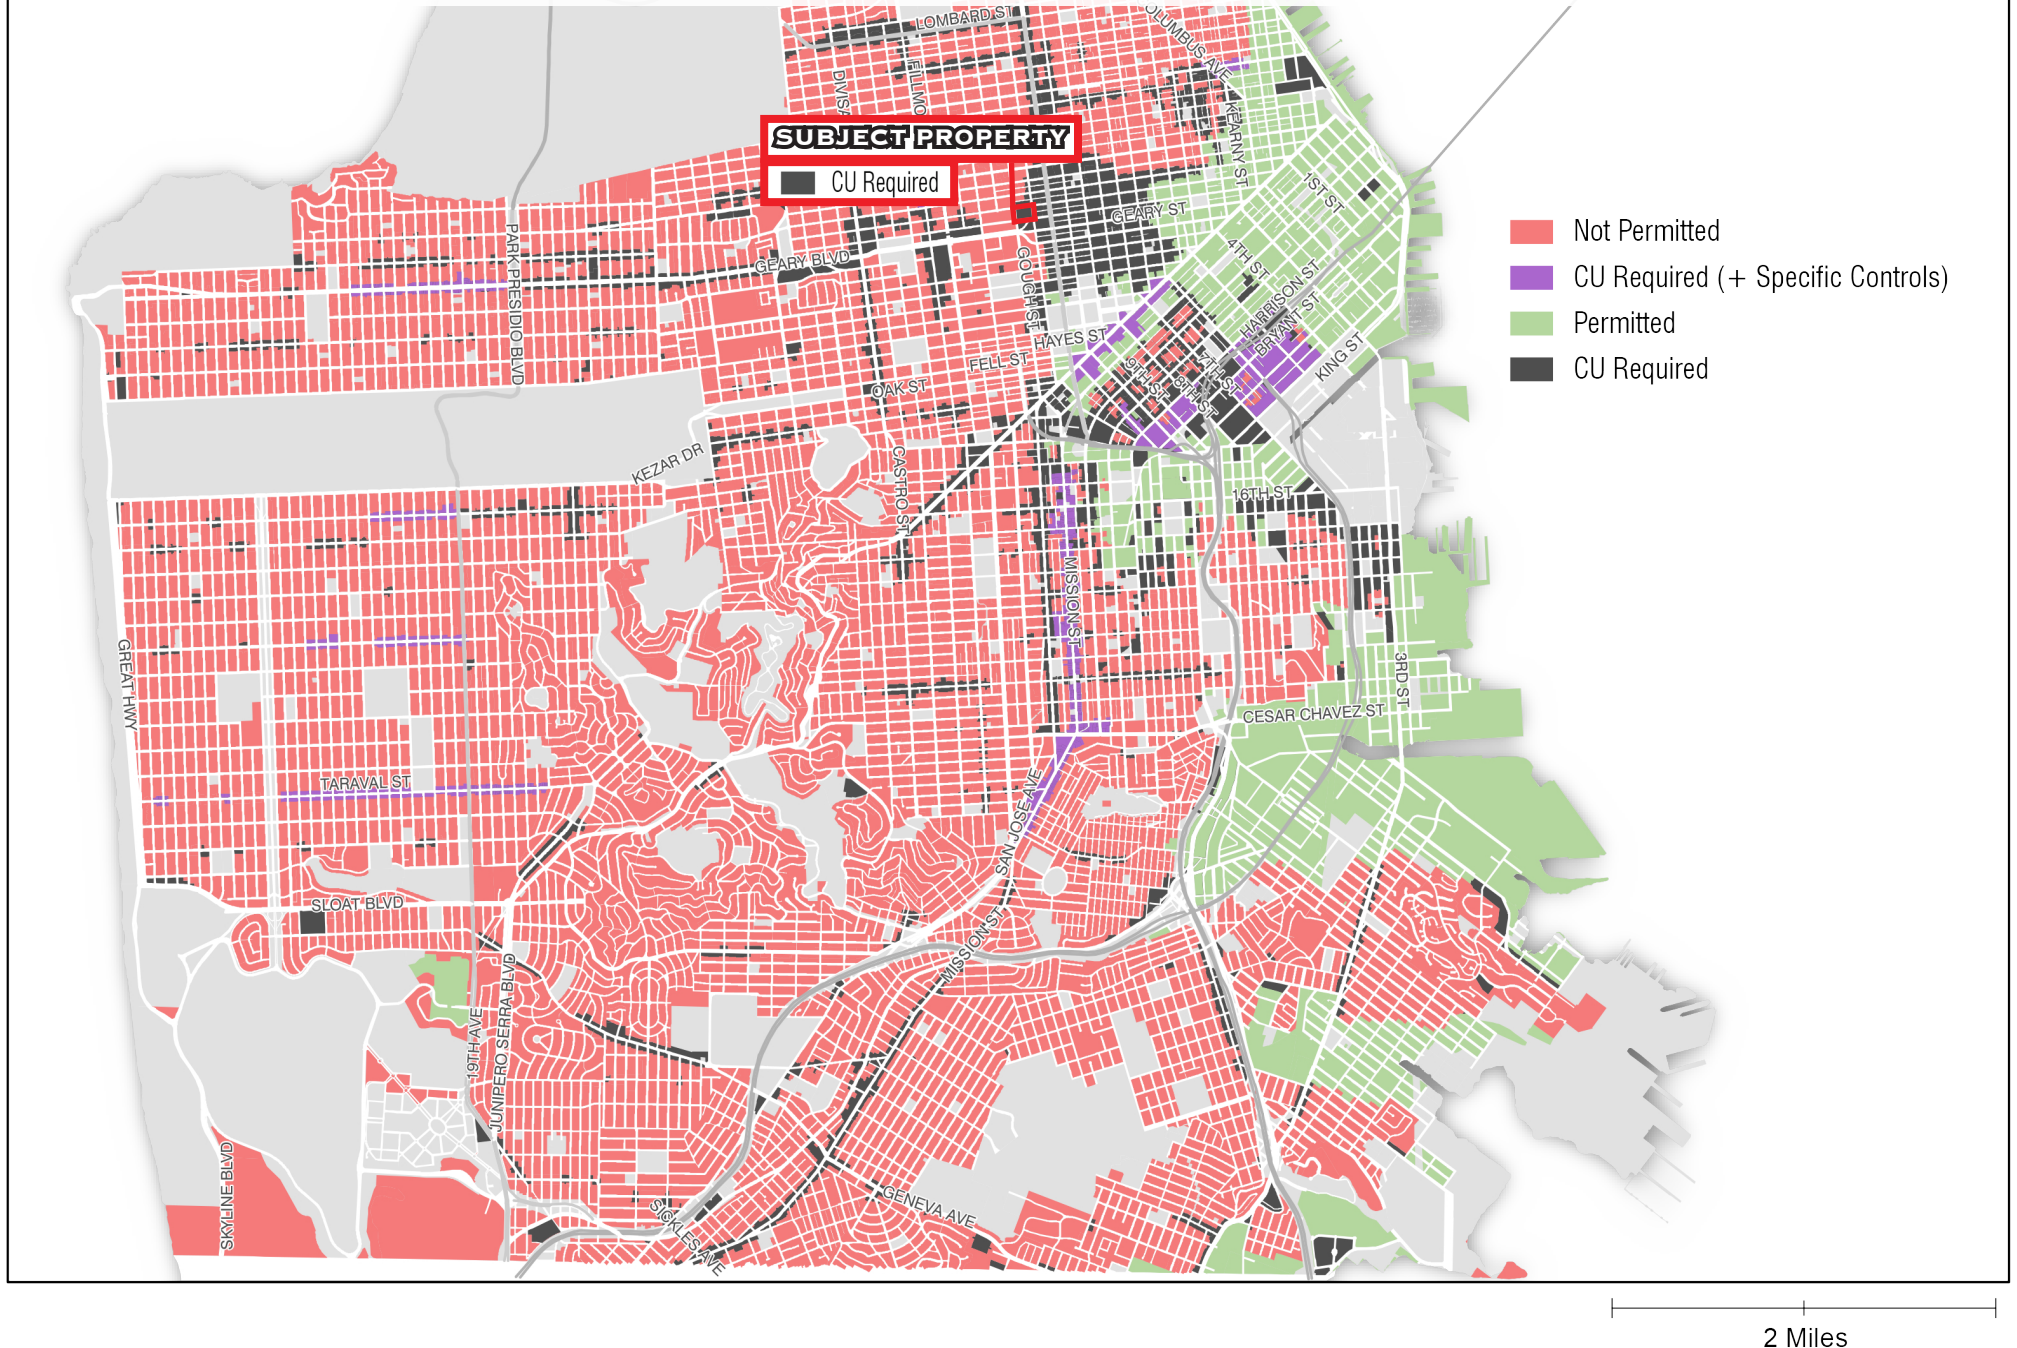 LOMBARD ST
OLUMBUS AVE
DIVISA
FILLMO
KEARNY ST
SUBJECT PROPERTY
CU Required
1ST ST
GEARY ST
PARK PRESIDIO BLVD
GEARY BLVD
GOUGH ST
4TH ST
HARRISON ST
BRYANT ST
KING ST
Not Permitted
CU Required (+ Specific Controls)
Permitted
CU Required
HAYES ST
FELL ST
OAK ST
9TH ST
8TH ST
7TH ST
KEZAR DR
CASTRO ST
16TH ST
MISSION ST
GREAT HWY
3RD ST
CESAR CHAVEZ ST
TARAVAL ST
SAN JOSE AVE
SLOAT BLVD
MISSION ST
19TH AVE
JUNIPERO SERRA BLVD
SKYLINE BLVD
GENEVA AVE
SICKLES AVE
2 Miles